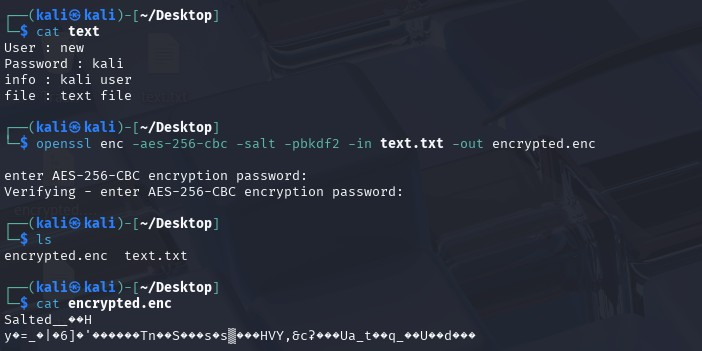 ┌──(kali㉿kali)-[~/Desktop]
└─$ cat text
User : new
Password : kali
info : kali user
file : text file
┌──(kali㉿kali)-[~/Desktop]
└─$ openssl enc -aes-256-cbc -salt -pbkdf2 -in text.txt -out encrypted.enc
enter AES-256-CBC encryption password:
Verifying - enter AES-256-CBC encryption password:
┌──(kali㉿kali)-[~/Desktop]
└─$ ls
encrypted.enc  text.txt
┌──(kali㉿kali)-[~/Desktop]
└─$ cat encrypted.enc
Salted__��H
y�=_�|�6]�'������Tn��S���s�s▒���HVY,&c?���Ua_t��q_��U��d���